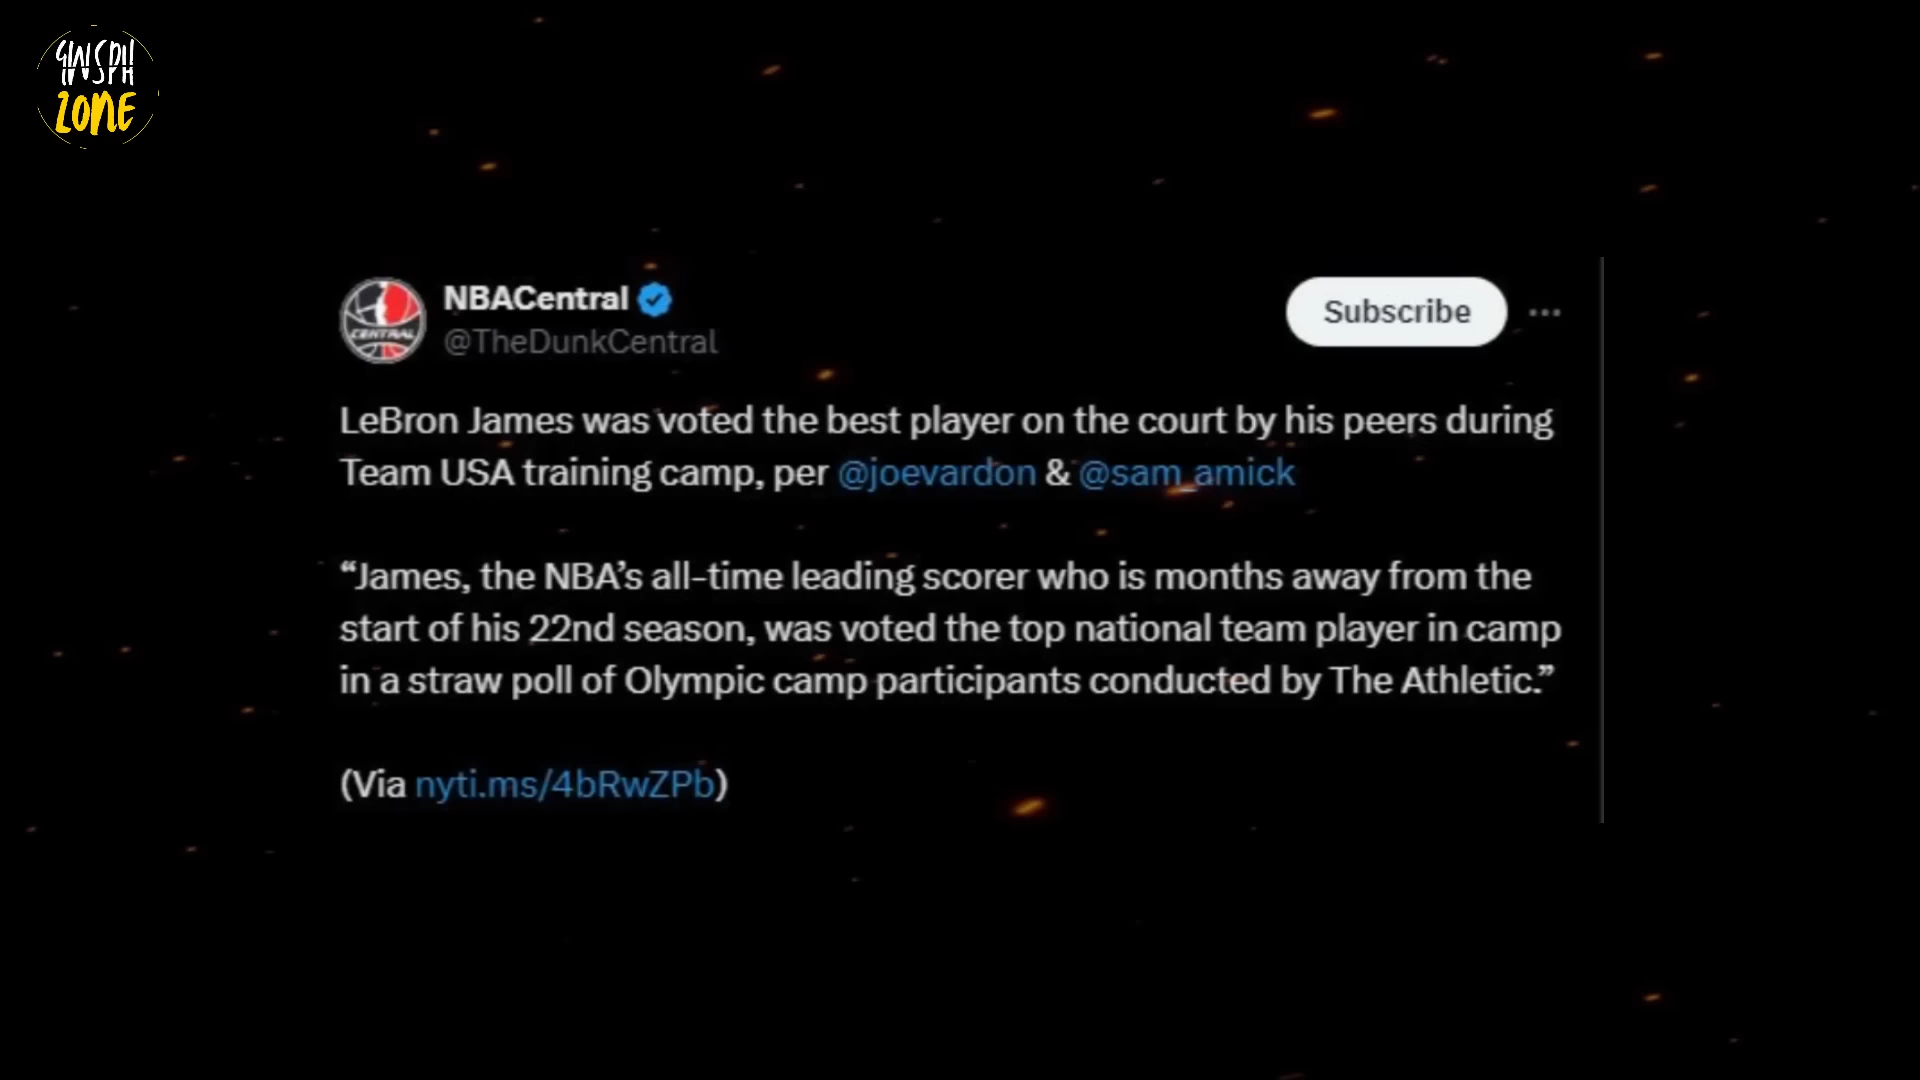 GWSPH
ZONE
NBACentral
@TheDunkCentral
Subscribe
CENTRAL
LeBron James was voted the best player on the court by his peers during
Team USA training camp, per @joevardon & @sam_amick
“James, the NBA’s all-time leading scorer who is months away from the
start of his 22nd season, was voted the top national team player in camp
in a straw poll of Olympic camp participants conducted by The Athletic.”
(Via nyti.ms/4bRwZPb)